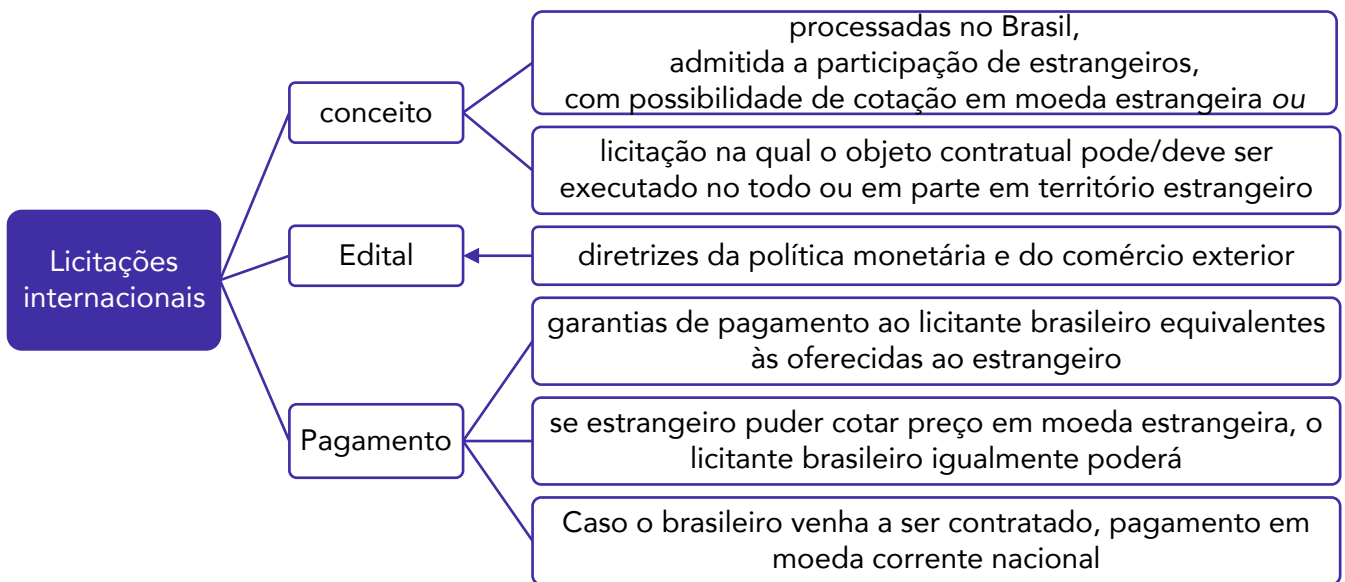 Licitações
internacionais
conceito
processadas no Brasil,
admitida a participação de estrangeiros,
com possibilidade de cotação em moeda estrangeira ou
licitação na qual o objeto contratual pode/deve ser
executado no todo ou em parte em território estrangeiro
Edital
diretrizes da política monetária e do comércio exterior
Pagamento
garantias de pagamento ao licitante brasileiro equivalentes
às oferecidas ao estrangeiro
se estrangeiro puder cotar preço em moeda estrangeira, o
licitante brasileiro igualmente poderá
Caso o brasileiro venha a ser contratado, pagamento em
moeda corrente nacional